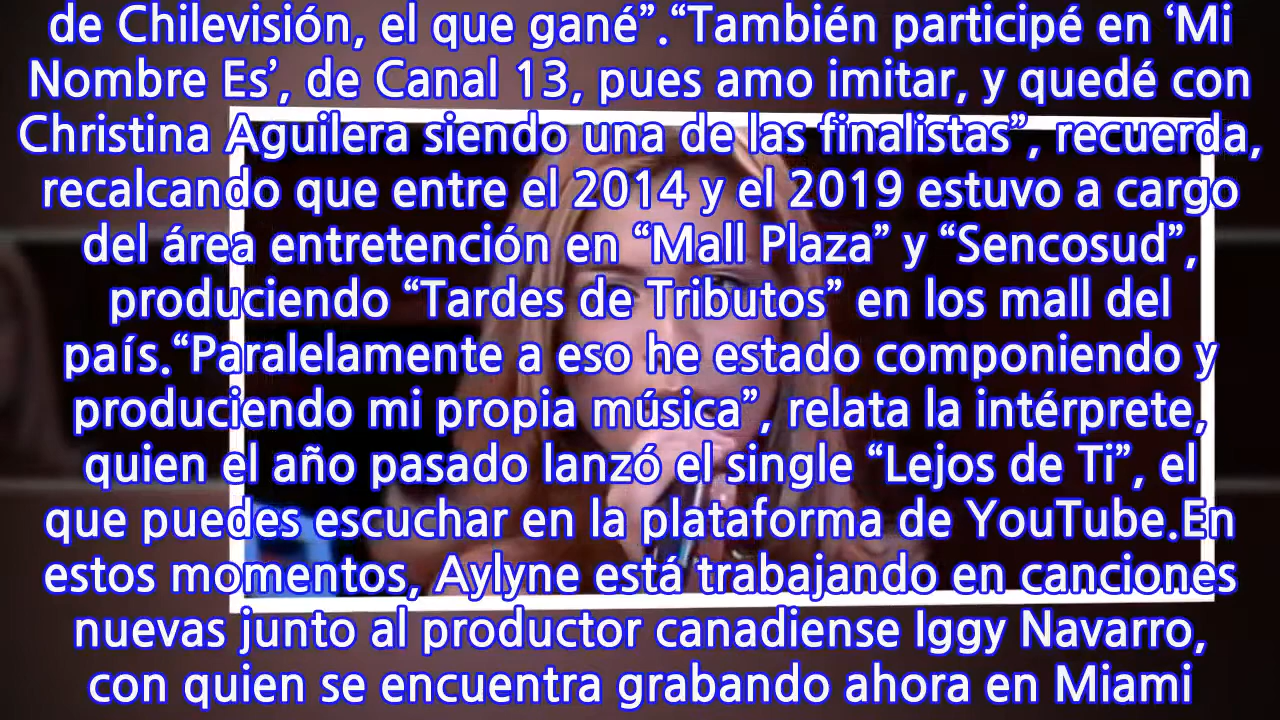 de Chilevisión, el que gané”.“También participé en ‘Mi
Nombre Es’, de Canal 13, pues amo imitar, y quedé con
Christina Aguilera siendo una de las finalistas”, recuerda,
recalcando que entre el 2014 y el 2019 estuvo a cargo
del área entretención en “Mall Plaza” y “Sencosud”,
produciendo “Tardes de Tributos” en los mall del
país.“Paralelamente a eso he estado componiendo y
produciendo mi propia música”, relata la intérprete,
quien el año pasado lanzó el single “Lejos de Ti”, el
que puedes escuchar en la plataforma de YouTube.En
estos momentos, Aylyne está trabajando en canciones
nuevas junto al productor canadiense Iggy Navarro,
con quien se encuentra grabando ahora en Miami